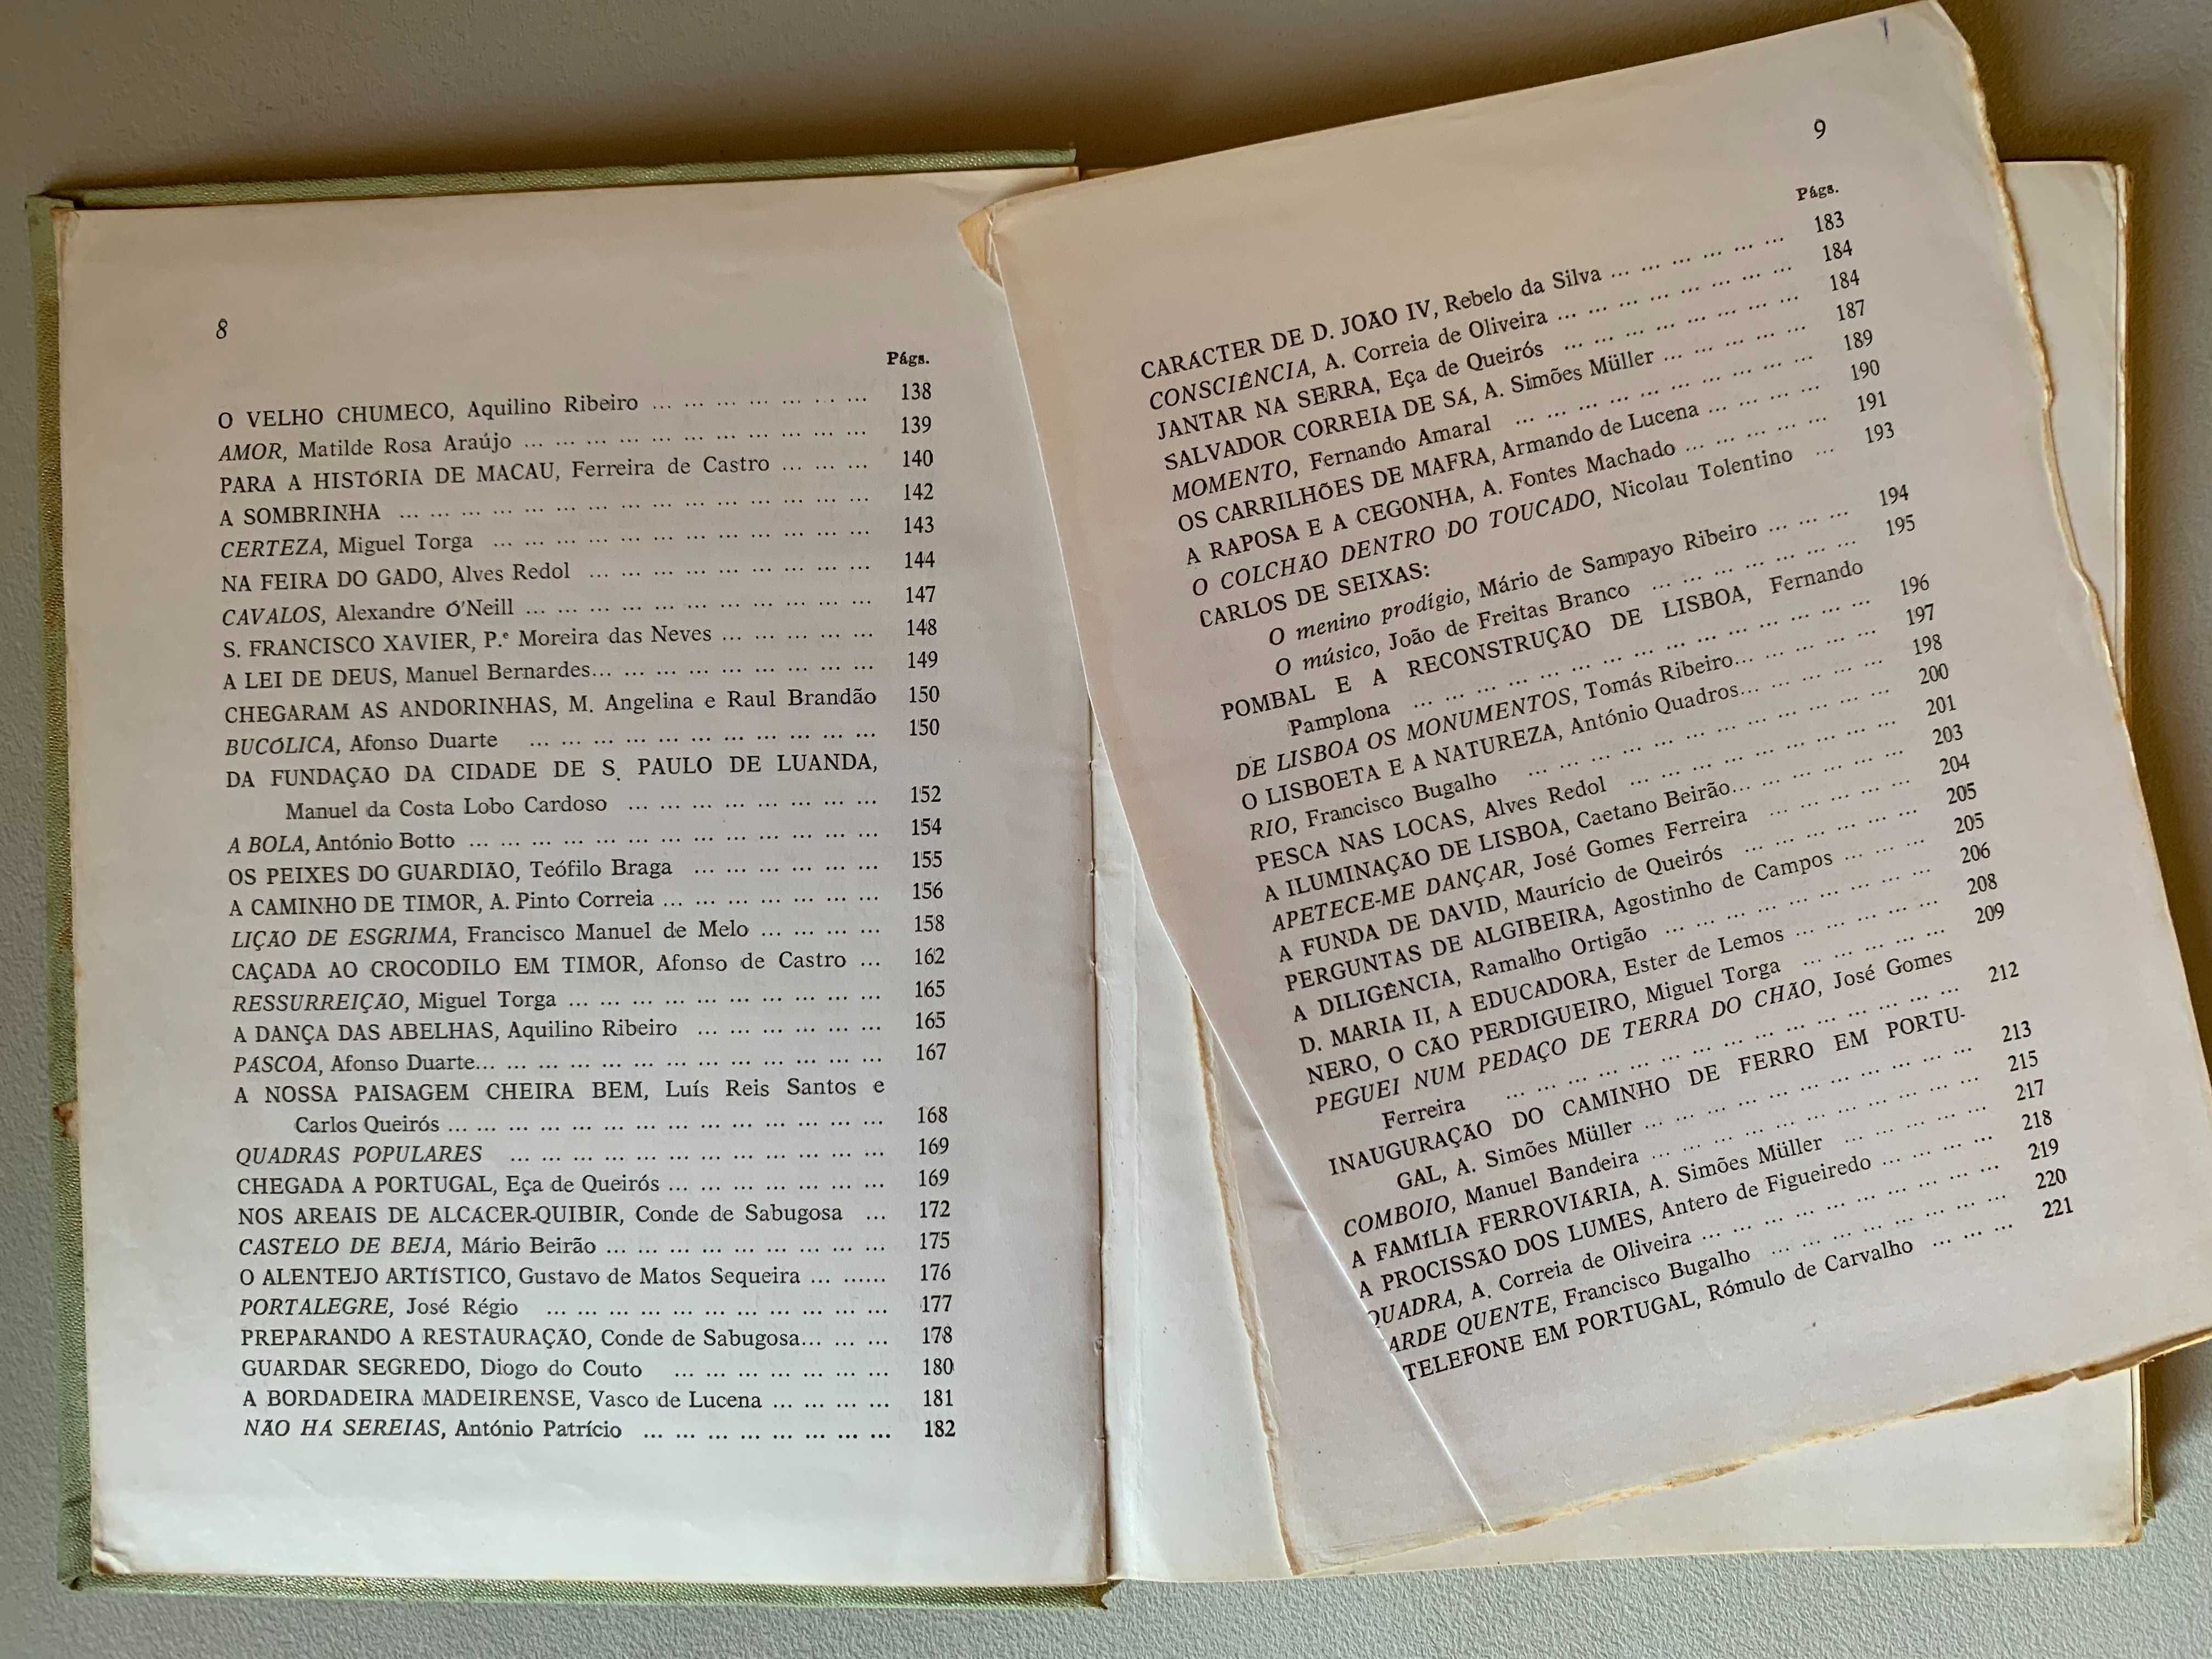 8
Págs.
O VELHO CHUMECO, Aquilino Ribeiro ... ... ... ... ... ... ... 138
AMOR, Matilde Rosa Araújo ... ... ... ... ... ... ... ... ... ... ... 139
PARA A HISTÓRIA DE MACAU, Ferreira de Castro ... ... ... 140
A SOMBRINHA ... ... ... ... ... ... ... ... ... ... ... ... ... ... ... 142
CERTEZA, Miguel Torga ... ... ... ... ... ... ... ... ... ... ... ... 143
NA FEIRA DO GADO, Alves Redol ... ... ... ... ... ... ... ... ... 144
CAVALOS, Alexandre Ó'Neill ... ... ... ... ... ... ... ... ... ... ... 147
S. FRANCISCO XAVIER, P.e Moreira das Neves ... ... ... ... ... 148
A LEI DE DEUS, Manuel Bernardes... ... ... ... ... ... ... ... ... 149
CHEGARAM AS ANDORINHAS, M. Angelina e Raul Brandão 150
BUCÓLICA, Afonso Duarte ... ... ... ... ... ... ... ... ... ... ... 150
DA FUNDAÇÃO DA CIDADE DE S. PAULO DE LUANDA,
Manuel da Costa Lobo Cardoso ... ... ... ... ... ... ... ... 152
A BOLA, António Botto ... ... ... ... ... ... ... ... ... ... ... ... ... 154
OS PEIXES DO GUARDIÃO, Teófilo Braga ... ... ... ... ... ... 155
A CAMINHO DE TIMOR, A. Pinto Correia ... ... ... ... ... ... ... 156
LIÇÃO DE ESGRIMA, Francisco Manuel de Melo ... ... ... ... 158
CAÇADA AO CROCODILO EM TIMOR, Afonso de Castro ... 162
RESSURREIÇÃO, Miguel Torga ... ... ... ... ... ... ... ... ... ... 165
A DANÇA DAS ABELHAS, Aquilino Ribeiro ... ... ... ... ... ... 165
PÁSCOA, Afonso Duarte... ... ... ... ... ... ... ... ... ... ... ... ... 167
A NOSSA PAISAGEM CHEIRA BEM, Luís Reis Santos e
Carlos Queirós ... ... ... ... ... ... ... ... ... ... ... ... ... ... 168
QUADRAS POPULARES ... ... ... ... ... ... ... ... ... ... ... ... 169
CHEGADA A PORTUGAL, Eça de Queirós ... ... ... ... ... ... ... 169
NOS AREAIS DE ALCÁCER-QUIBIR, Conde de Sabugosa ... 172
CASTELO DE BEJA, Mário Beirão ... ... ... ... ... ... ... ... ... 175
O ALENTEJO ARTÍSTICO, Gustavo de Matos Sequeira ... ...... 176
PORTALEGRE, José Régio ... ... ... ... ... ... ... ... ... ... ... 177
PREPARANDO A RESTAURAÇÃO, Conde de Sabugosa... ... ... 178
GUARDAR SEGREDO, Diogo do Couto ... ... ... ... ... ... ... 180
A BORDADEIRA MADEIRENSE, Vasco de Lucena ... ... ... ... 181
NÃO HÁ SEREIAS, António Patrício ... ... ... ... ... ... ... ... 182
9
Págs.
CARÁCTER DE D. JOÃO IV, Rebelo da Silva ... ... ... ... ... ... 183
CONSCIÊNCIA, A. Correia de Oliveira ... ... ... ... ... ... ... ... 184
JANTAR NA SERRA, Eça de Queirós ... ... ... ... ... ... ... ... 184
SALVADOR CORREIA DE SÁ, A. Simões Müller ... ... ... ... ... 187
MOMENTO, Fernando Amaral ... ... ... ... ... ... ... ... ... ... 189
OS CARRILHÕES DE MAFRA, Armando de Lucena ... ... ... ... 190
A RAPOSA E A CEGONHA, A. Fontes Machado ... ... ... ... ... 191
O COLCHÃO DENTRO DO TOUCADO, Nicolau Tolentino ... 193
CARLOS DE SEIXAS:
O menino prodígio, Mário de Sampayo Ribeiro ... ... ... 194
O músico, João de Freitas Branco ... ... ... ... ... ... ... 195
POMBAL E A RECONSTRUÇÃO DE LISBOA, Fernando
Pamplona ... ... ... ... ... ... ... ... ... ... ... ... ... ... ... 196
DE LISBOA OS MONUMENTOS, Tomás Ribeiro... ... ... ... ... 197
O LISBOETA E A NATUREZA, António Quadros... ... ... ... ... 198
RIO, Francisco Bugalho ... ... ... ... ... ... ... ... ... ... ... ... 200
PESCA NAS LOCAS, Alves Redol ... ... ... ... ... ... ... ... ... 201
A ILUMINAÇÃO DE LISBOA, Caetano Beirão... ... ... ... ... ... 203
APETECE-ME DANÇAR, José Gomes Ferreira ... ... ... ... ... 204
A FUNDA DE DAVID, Maurício de Queirós ... ... ... ... ... ... 205
PERGUNTAS DE ALGIBEIRA, Agostinho de Campos ... ... ... 205
A DILIGÊNCIA, Ramalho Ortigão ... ... ... ... ... ... ... ... ... 206
D. MARIA II, A EDUCADORA, Ester de Lemos ... ... ... ... ... 208
NERO, O CÃO PERDIGUEIRO, Miguel Torga ... ... ... ... ... 209
PEGUEI NUM PEDAÇO DE TERRA DO CHÃO, José Gomes
Ferreira ... ... ... ... ... ... ... ... ... ... ... ... ... ... ... 212
INAUGURAÇÃO DO CAMINHO DE FERRO EM PORTU-
GAL, A. Simões Müller ... ... ... ... ... ... ... ... ... ... ... 213
COMBOIO, Manuel Bandeira ... ... ... ... ... ... ... ... ... ... ... 215
A FAMÍLIA FERROVIÁRIA, A. Simões Müller ... ... ... ... ... 217
A PROCISSÃO DOS LUMES, Antero de Figueiredo ... ... ... ... 218
QUADRA, A. Correia de Oliveira ... ... ... ... ... ... ... ... ... ... 219
ARDE QUENTE, Francisco Bugalho ... ... ... ... ... ... ... ... 220
TELEFONE EM PORTUGAL, Rómulo de Carvalho ... ... ... 221